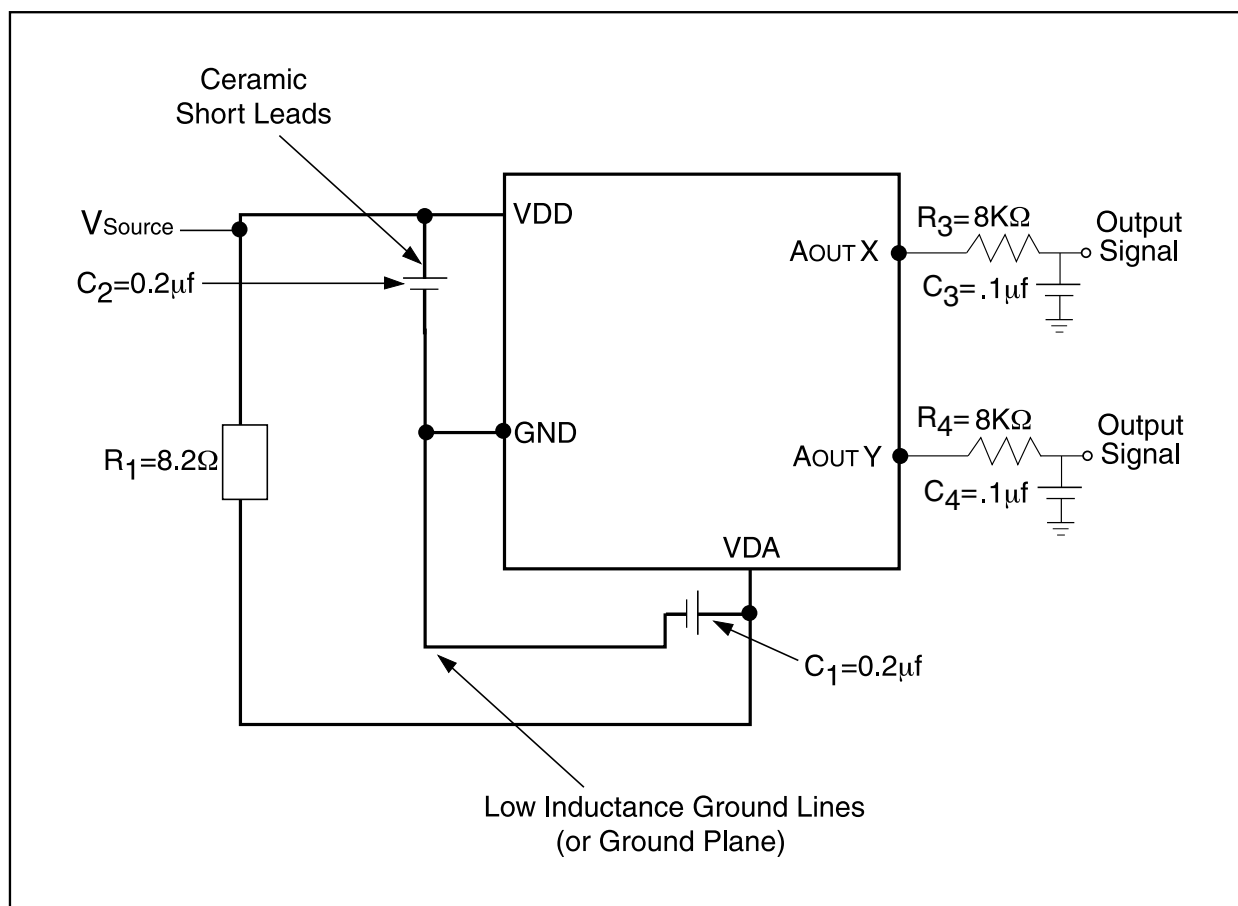 Ceramic
Short Leads
VSource
C2=0.2μf
R1=8.2Ω
VDD
GND
AOUT X
AOUT Y
VDA
R3=8KΩ
C3=.1μf
Output
Signal
R4=8KΩ
C4=.1μf
Output
Signal
C1=0.2μf
Low Inductance Ground Lines
(or Ground Plane)